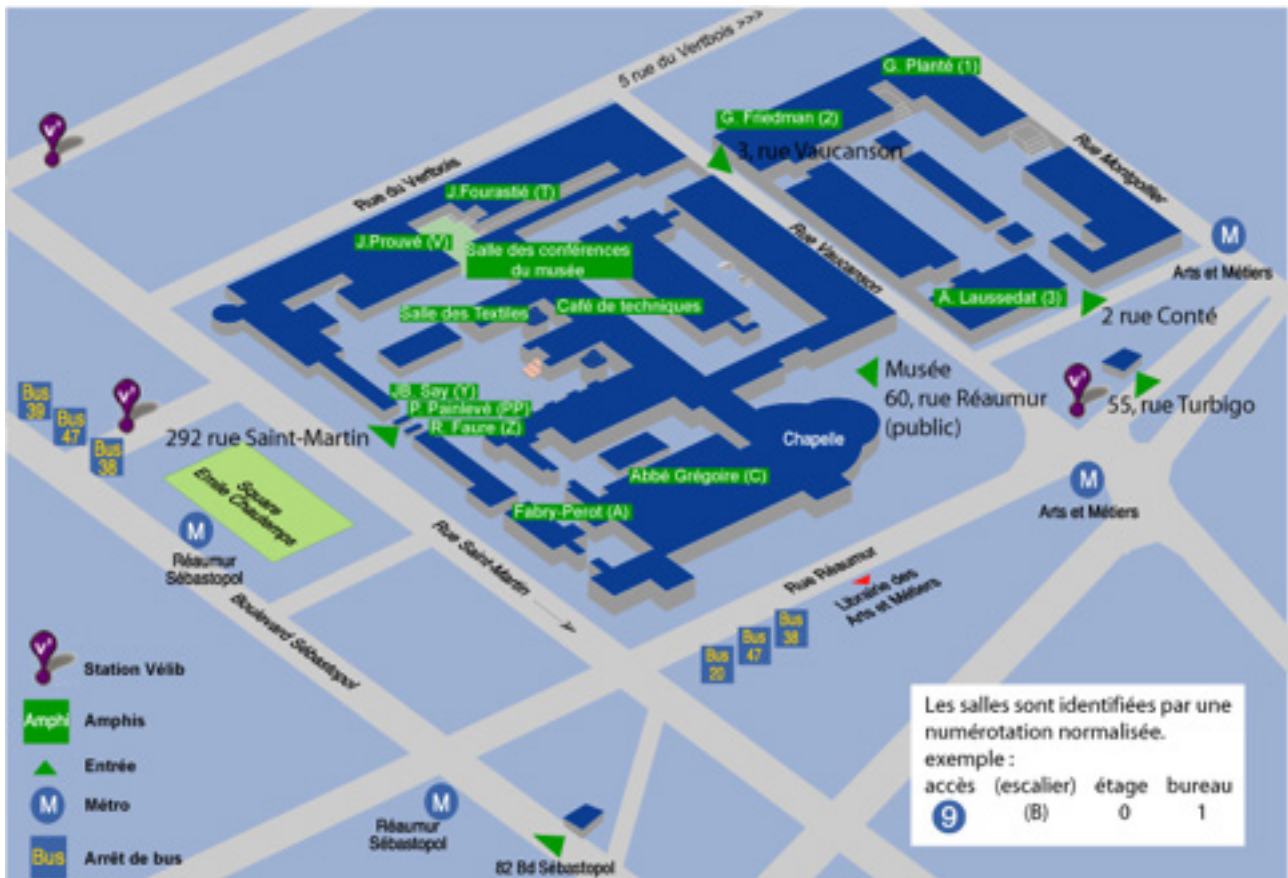 5 rue du Vertbois >>>
G. Planté (1)
G. Friedman (2)
3, rue Vaucanson
Rue Montgolfier
Rue du Vertbois
J.Fourastié (T)
J.Prouvé (V)
Salle des conférences
du musée
Rue Vaucanson
M
Arts et Métiers
A. Laussedat (3)
2 rue Conté
Salle des Textiles
Café de techniques
Musée
60, rue Réaumur
(public)
55, rue Turbigo
JB. Say (Y)
P. Painlevé (PP)
R. Faure (Z)
292 rue Saint-Martin
Bus
39
Bus
47
Bus
38
Chapelle
Abbé Grégoire (C)
Fabry-Perot (A)
Square
Emile Chautemps
M
Réaumur
Sébastopol
M
Arts et Métiers
Rue Saint-Martin
Rue Réaumur
Librairie des
Arts et Métiers
Boulevard Sébastopol
Bus
20
Bus
47
Bus
38
V'
Station Vélib
Amphi
Amphis
Entrée
M
Métro
Bus
Arrêt de bus
M
Réaumur
Sébastopol
82 Bd Sébastopol
Les salles sont identifiées par une
numérotation normalisée.
exemple :
accès (escalier) étage bureau
9 (B) 0 1